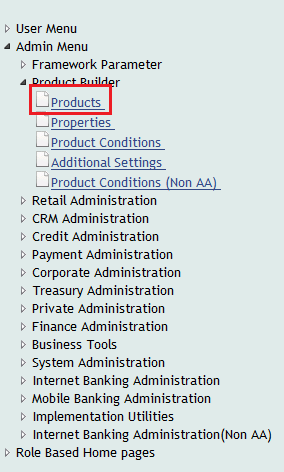 User Menu
Admin Menu
Framework Parameter
Product Builder
Products
Properties
Product Conditions
Additional Settings
Product Conditions (Non AA)
Retail Administration
CRM Administration
Credit Administration
Payment Administration
Corporate Administration
Treasury Administration
Private Administration
Finance Administration
Business Tools
System Administration
Internet Banking Administration
Mobile Banking Administration
Implementation Utilities
Internet Banking Administration(Non AA)
Role Based Home pages